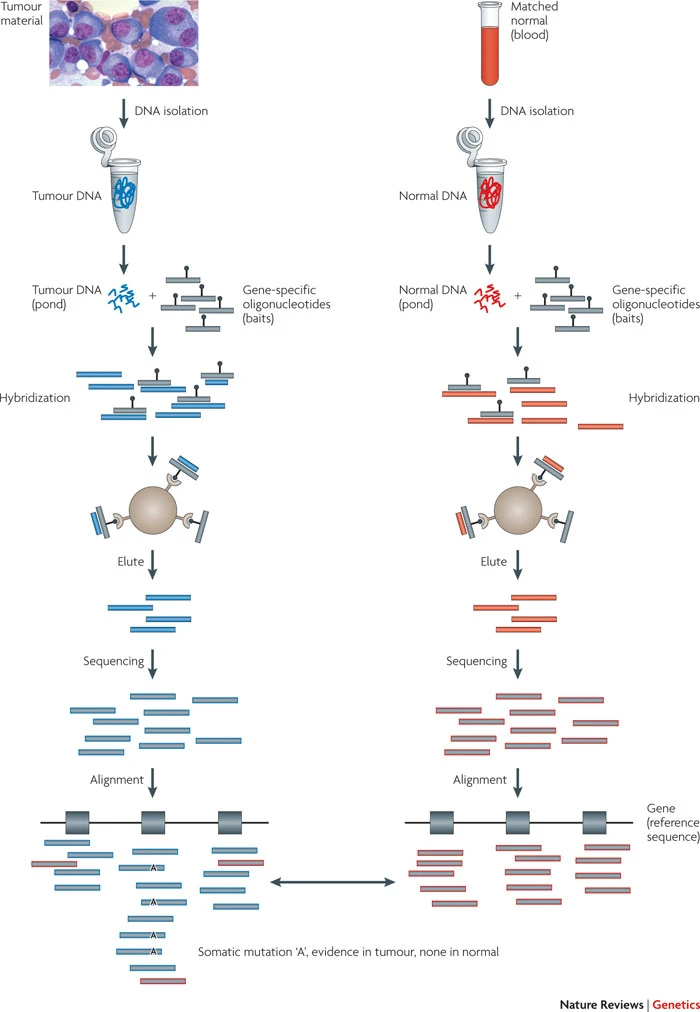 Tumour
material
Matched
normal
(blood)
DNA isolation
DNA isolation
Tumour DNA
Normal DNA
Tumour DNA
(pond)
+
Gene-specific
oligonucleotides
(baits)
Normal DNA
(pond)
+
Gene-specific
oligonucleotides
(baits)
Hybridization
Hybridization
Elute
Elute
Sequencing
Sequencing
Alignment
Alignment
Gene
(reference
sequence)
A
A
A
A
Somatic mutation ‘A’, evidence in tumour, none in normal
Nature Reviews | Genetics